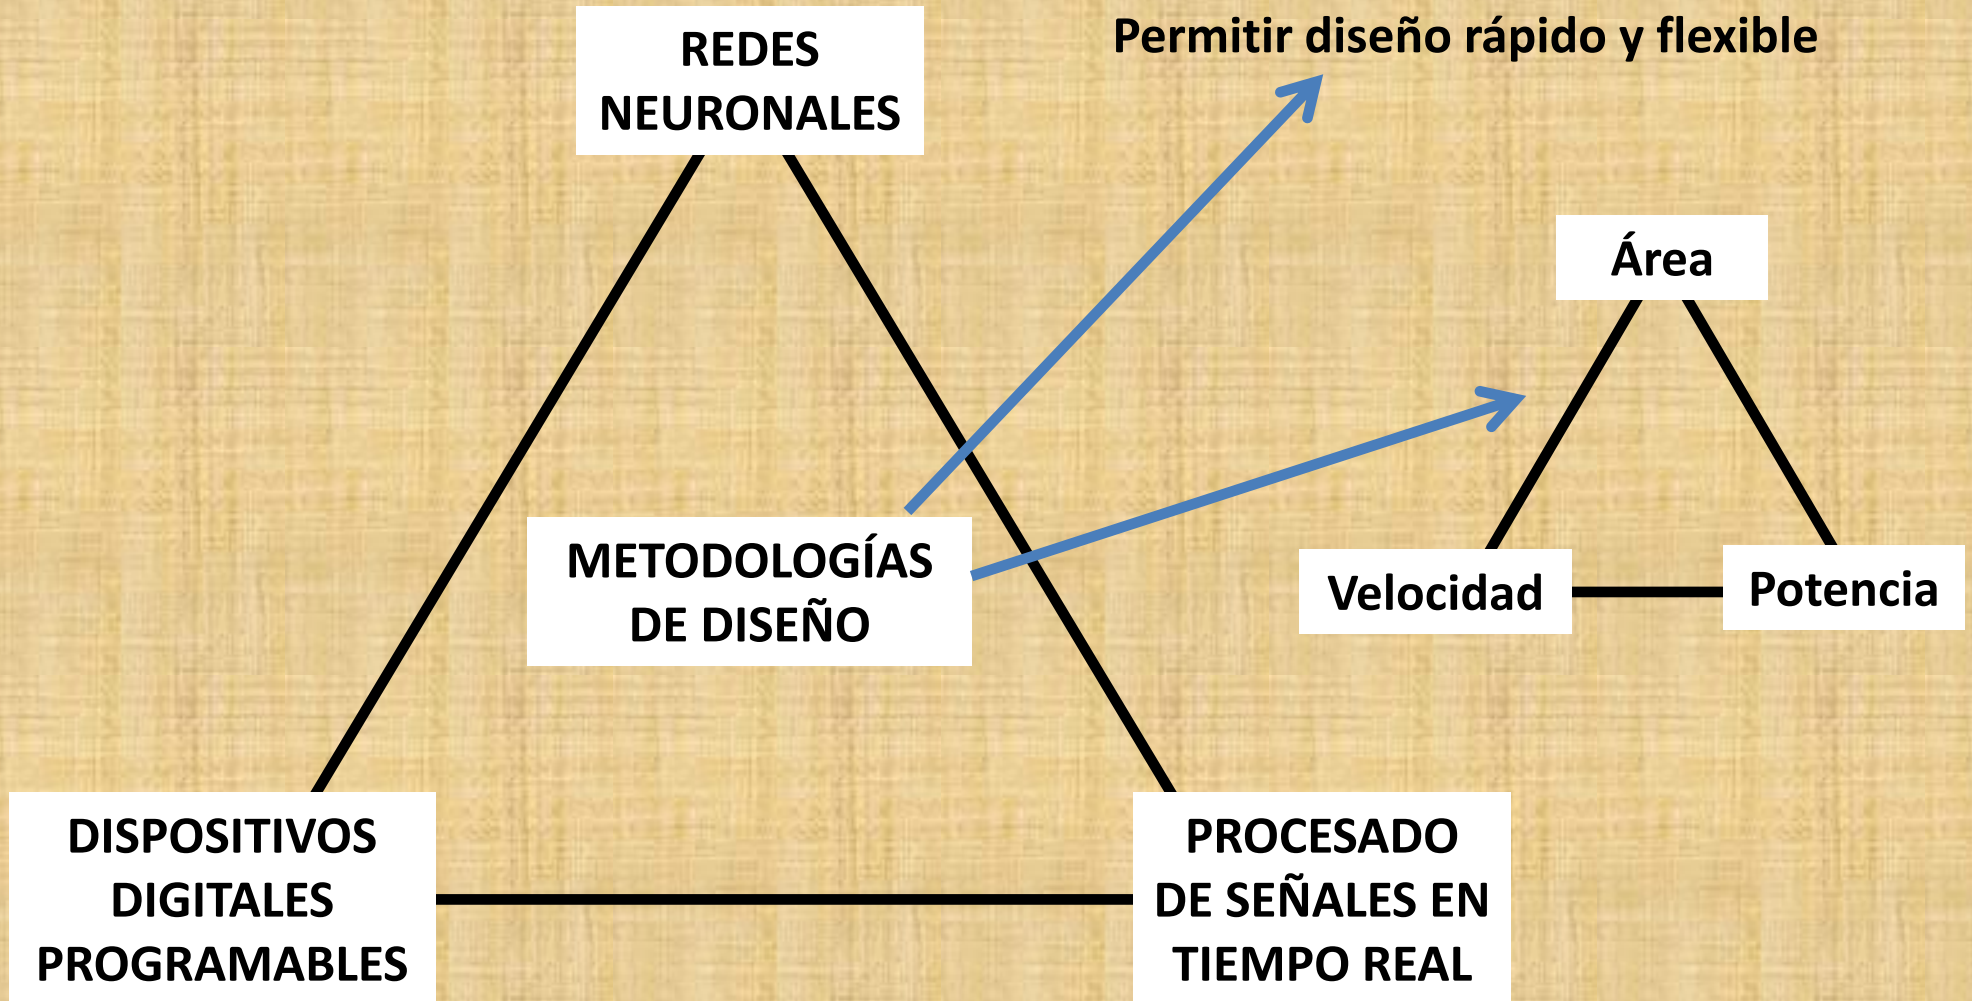 REDES
NEURONALES
Permitir diseño rápido y flexible
Área
METODOLOGÍAS
DE DISEÑO
Velocidad
Potencia
DISPOSITIVOS
DIGITALES
PROGRAMABLES
PROCESADO
DE SEÑALES EN
TIEMPO REAL